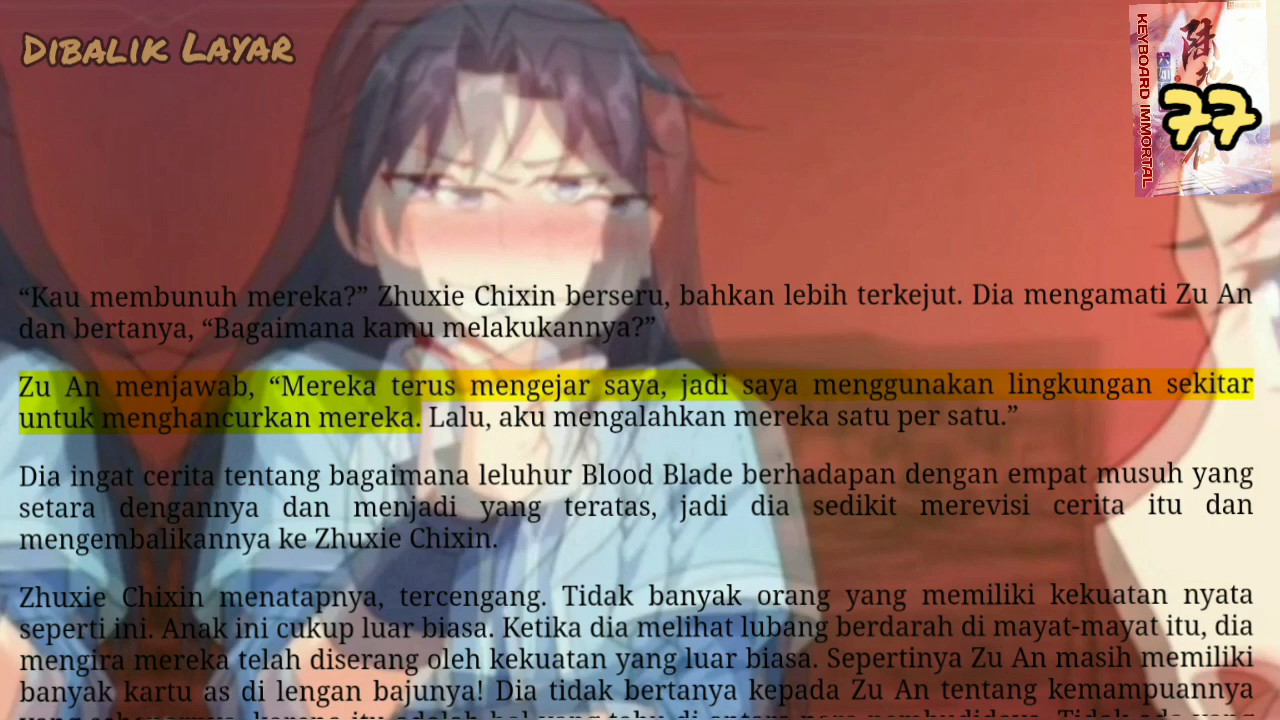 Dibalik Layar
KEYBOARD IMMORTAL
77
“Kau membunuh mereka?” Zhuxie Chixin berseru, bahkan lebih terkejut. Dia mengamati Zu An
dan bertanya, “Bagaimana kamu melakukannya?”
Zu An menjawab, “Mereka terus mengejar saya, jadi saya menggunakan lingkungan sekitar
untuk menghancurkan mereka. Lalu, aku mengalahkan mereka satu per satu.”
Dia ingat cerita tentang bagaimana leluhur Blood Blade berhadapan dengan empat musuh yang
setara dengannya dan menjadi yang teratas, jadi dia sedikit merevisi cerita itu dan
mengembalikannya ke Zhuxie Chixin.
Zhuxie Chixin menatapnya, tercengang. Tidak banyak orang yang memiliki kekuatan nyata
seperti ini. Anak ini cukup luar biasa. Ketika dia melihat lubang berdarah di mayat-mayat itu, dia
mengira mereka telah diserang oleh kekuatan yang luar biasa. Sepertinya Zu An masih memiliki
banyak kartu as di lengan bajunya! Dia tidak bertanya kepada Zu An tentang kemampuannya